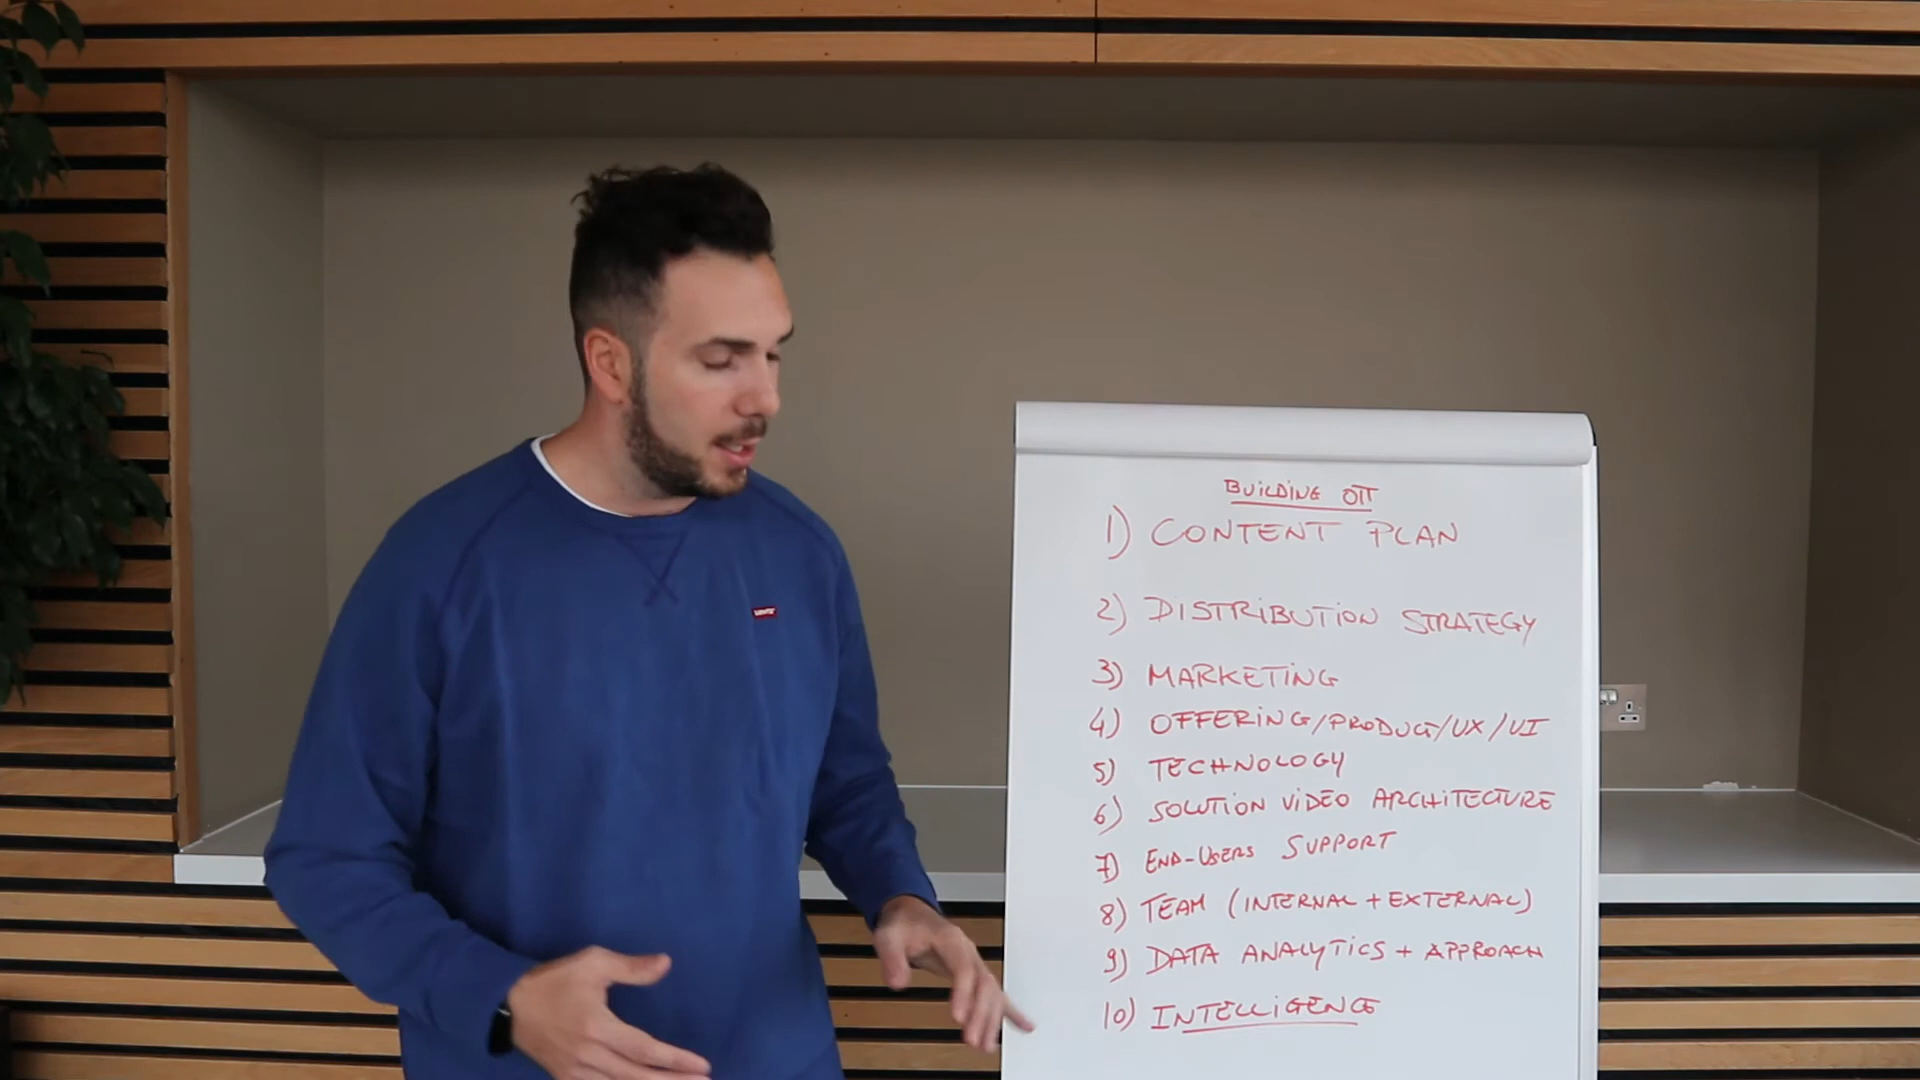 BUILDING OTT
1) CONTENT PLAN
2) DISTRIBUTION STRATEGY
3) MARKETING
4) OFFERING/PRODUCT/UX/UI
5) TECHNOLOGY
6) SOLUTION VIDEO ARCHITECTURE
7) END-USERS SUPPORT
8) TEAM (INTERNAL + EXTERNAL)
9) DATA ANALYTICS + APPROACH
10) INTELLIGENCE
Levi's